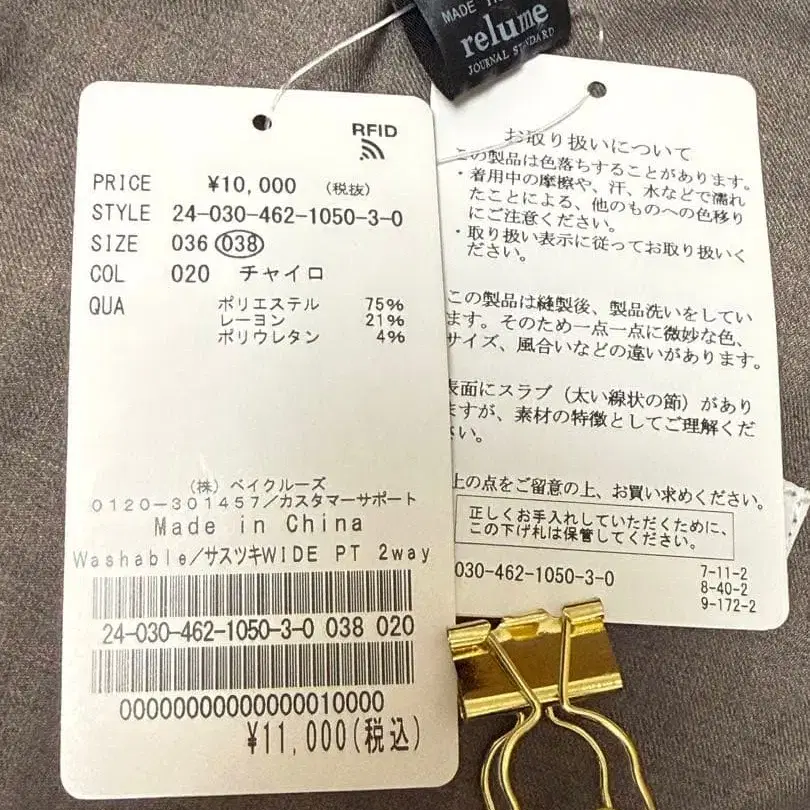 MADE
relume
JOURNAL STANDARD
RFID
PRICE ¥10,000 (税抜)
STYLE 24-030-462-1050-3-0
SIZE 036 038
COL 020 チャイロ
QUA ポリエステル 75%
レーヨン 21%
ポリウレタン 4%
(株)ベイクルーズ
0120-301457/カスタマーサポート
Made in China
Washable/サスツキWIDE PT 2way
24-030-462-1050-3-0 038 020
00000000000000010000
¥11,000(税込)
お取り扱いについて
この製品は色落ちすることがあります。
・着用中の摩擦や、汗、水などで濡れ
たことによる、他のものへの色移り
にご注意ください。
・取り扱い表示に従ってお取り扱いく
ださい。
この製品は縫製後、製品洗いをしてい
ます。そのため一点一点に微妙な色、
サイズ、風合いなどの違いがあります。
表面にスラブ(太い線状の節)があり
ますが、素材の特徴としてご理解くだ
さい。
上の点をご留意の上、お買い求めください。
正しくお手入れしていただくために、
この下げ札は保管してください。
030-462-1050-3-0
7-11-2
8-40-2
9-172-2